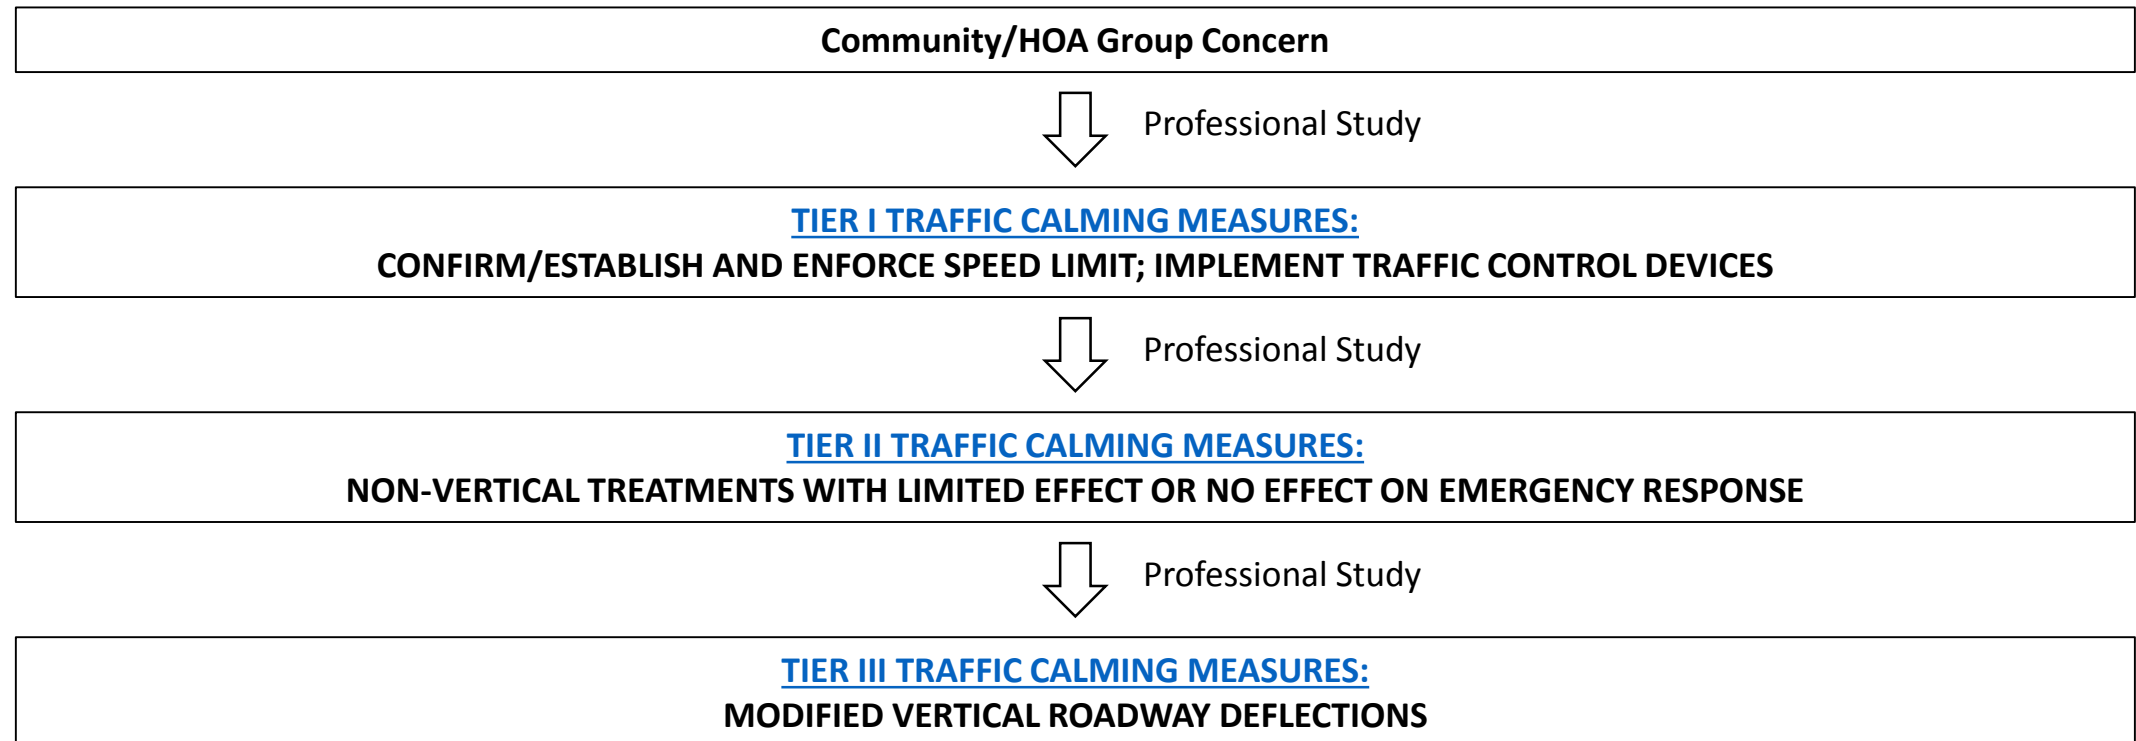 Community/HOA Group Concern
Professional Study
TIER I TRAFFIC CALMING MEASURES:
CONFIRM/ESTABLISH AND ENFORCE SPEED LIMIT; IMPLEMENT TRAFFIC CONTROL DEVICES
Professional Study
TIER II TRAFFIC CALMING MEASURES:
NON-VERTICAL TREATMENTS WITH LIMITED EFFECT OR NO EFFECT ON EMERGENCY RESPONSE
Professional Study
TIER III TRAFFIC CALMING MEASURES:
MODIFIED VERTICAL ROADWAY DEFLECTIONS